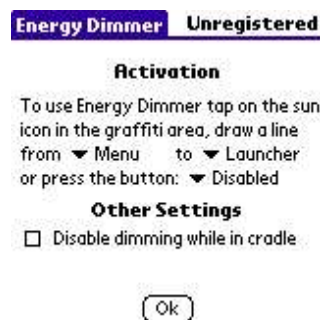 Energy Dimmer Unregistered
Activation
To use Energy Dimmer tap on the sun
icon in the graffiti area, draw a line
from Menu to Launcher
or press the button: Disabled
Other Settings
Disable dimming while in cradle
Ok